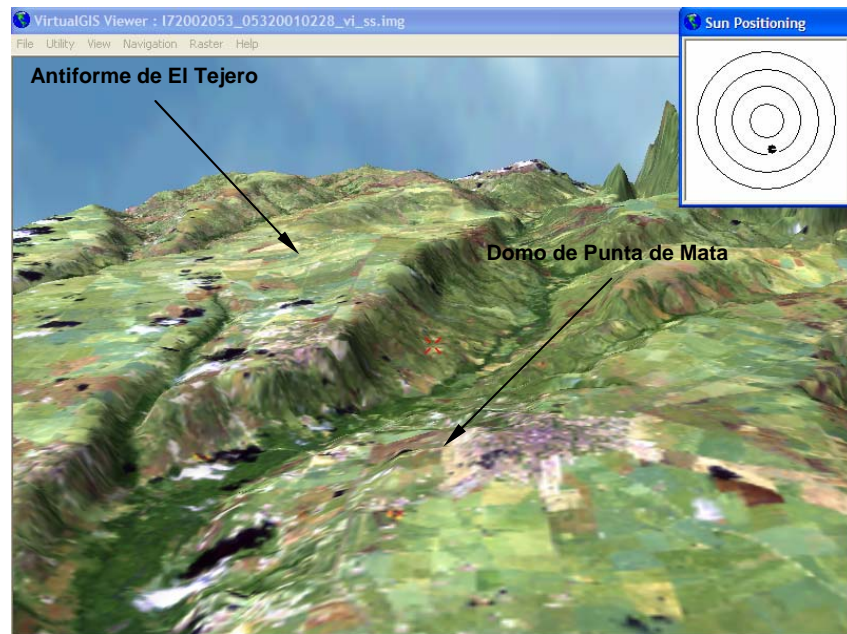 VirtualGIS Viewer : l72002053_05320010228_vi_ss.img
File Utility View Navigation Raster Help
Sun Positioning
Antiforme de El Tejero
Domo de Punta de Mata